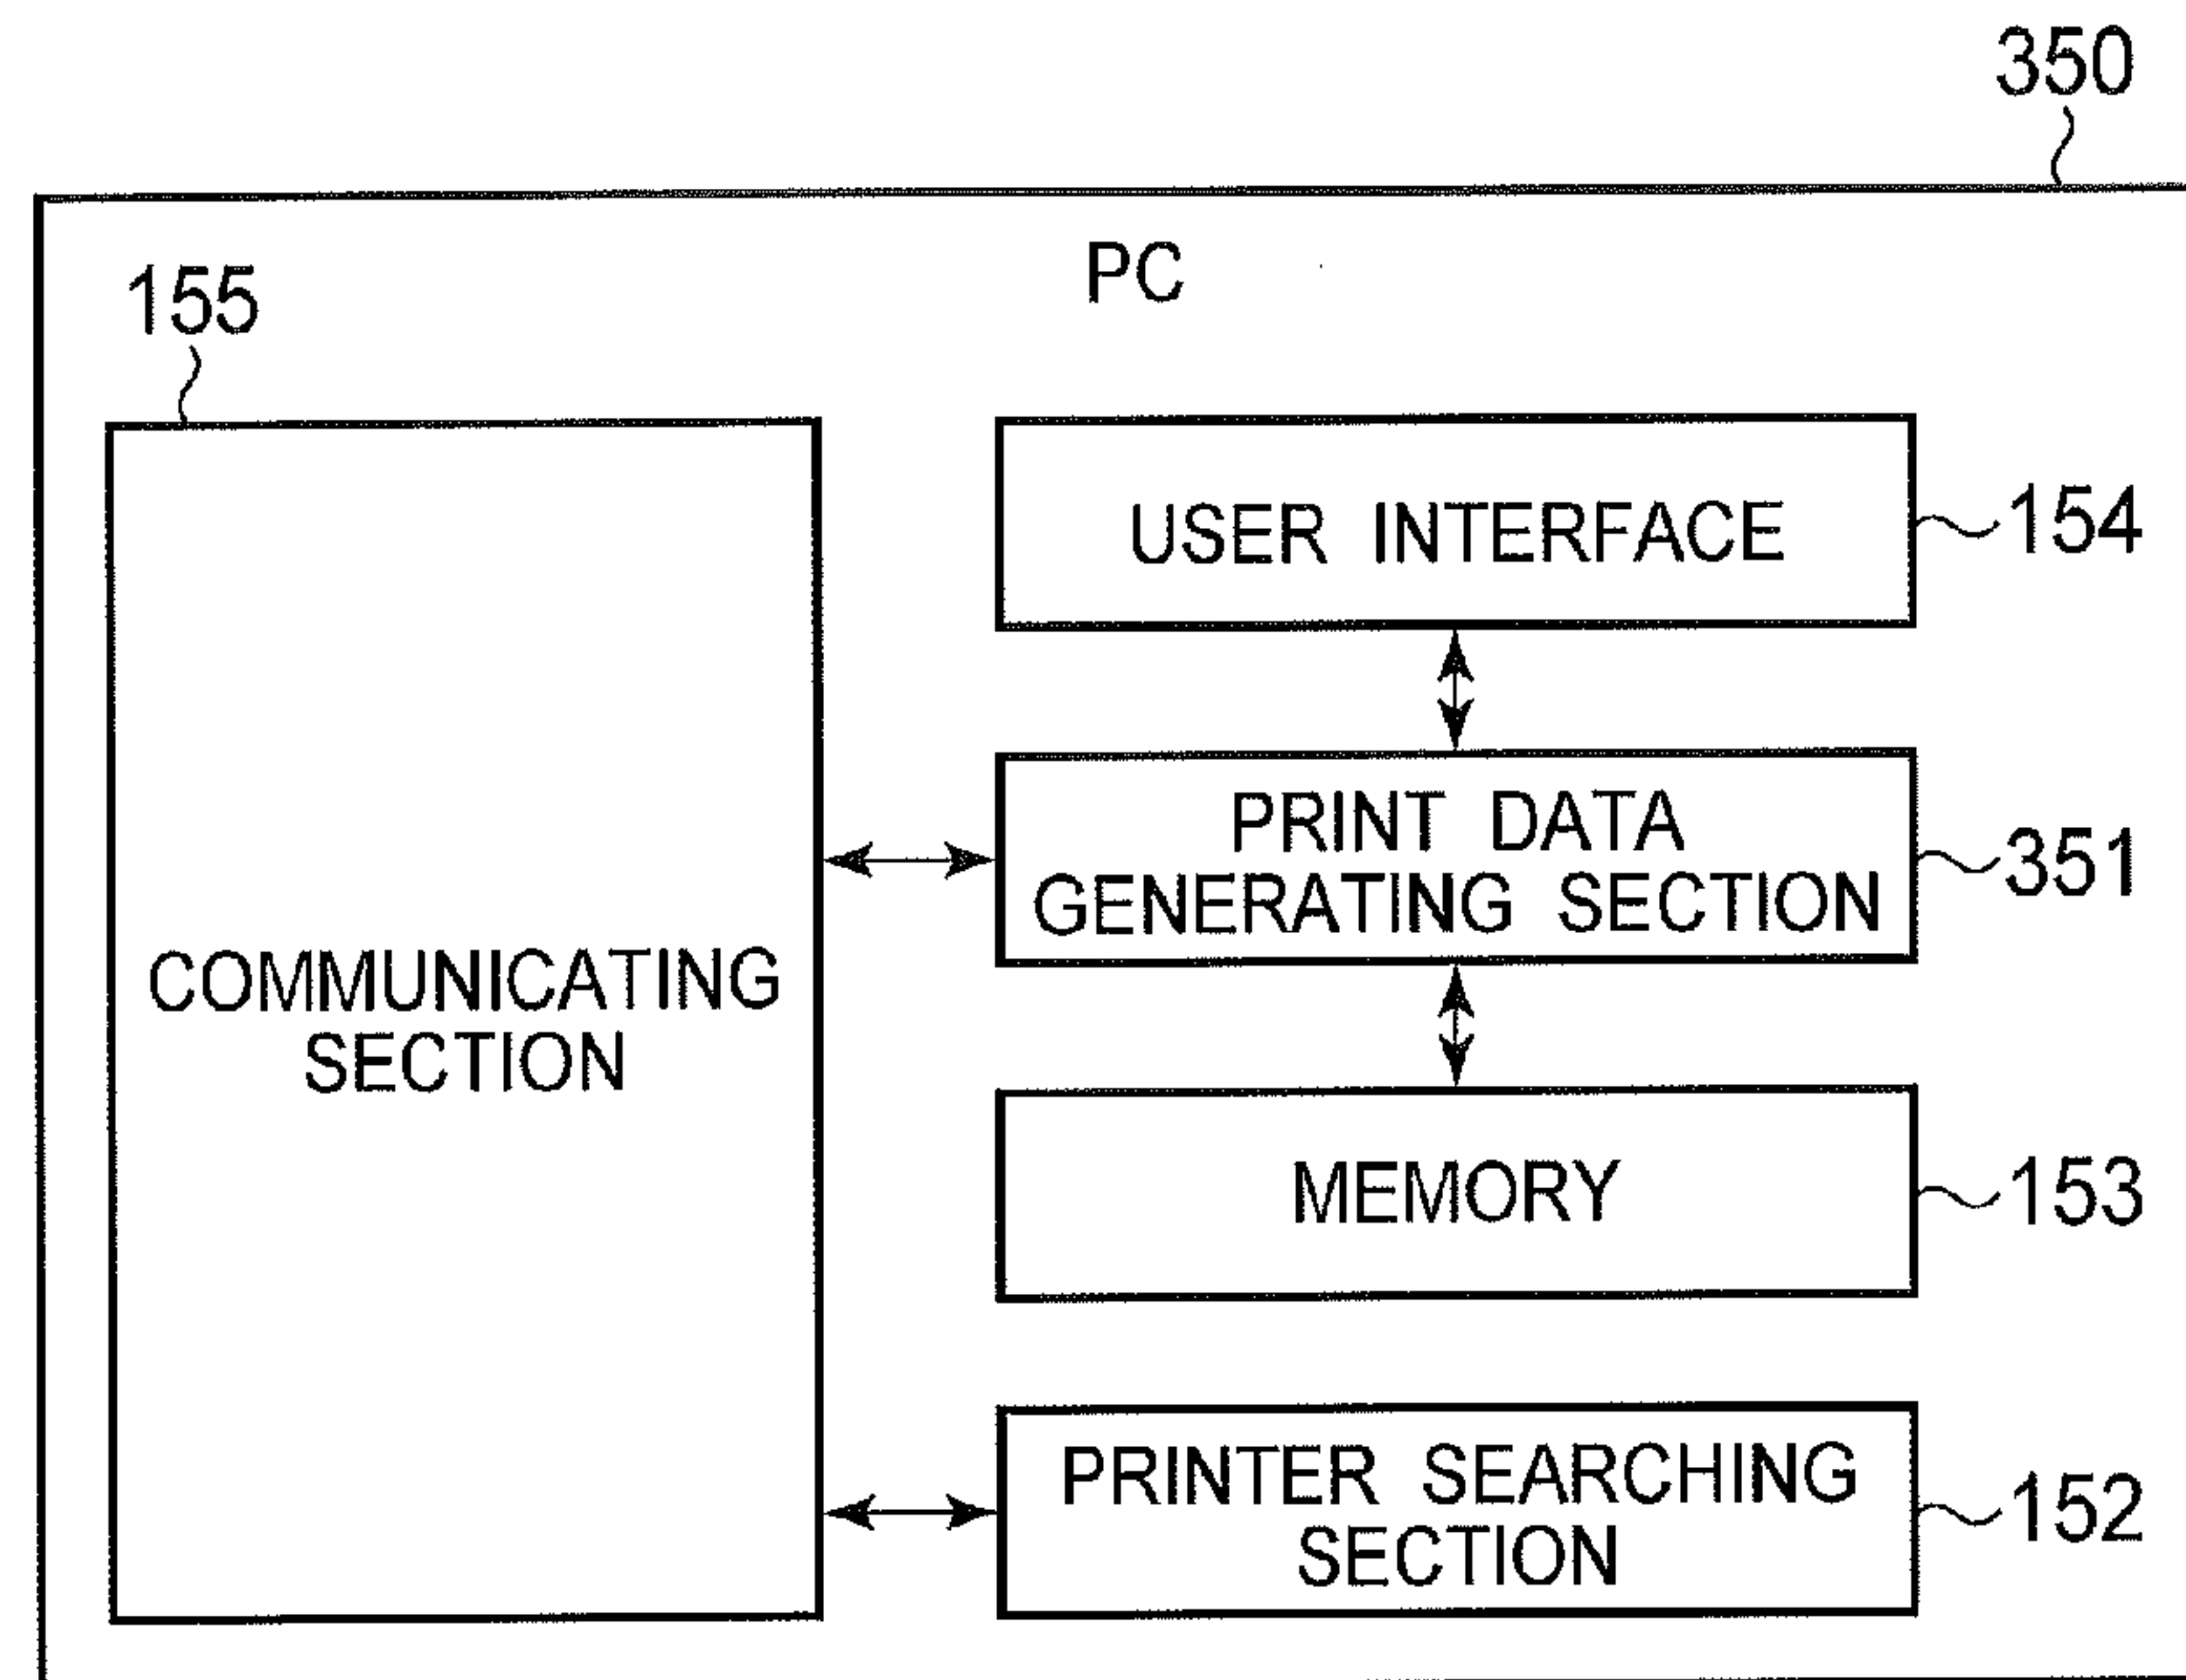 350
PC
155
USER INTERFACE
154
PRINT DATA
GENERATING SECTION
351
COMMUNICATING
SECTION
MEMORY
153
PRINTER SEARCHING
SECTION
152